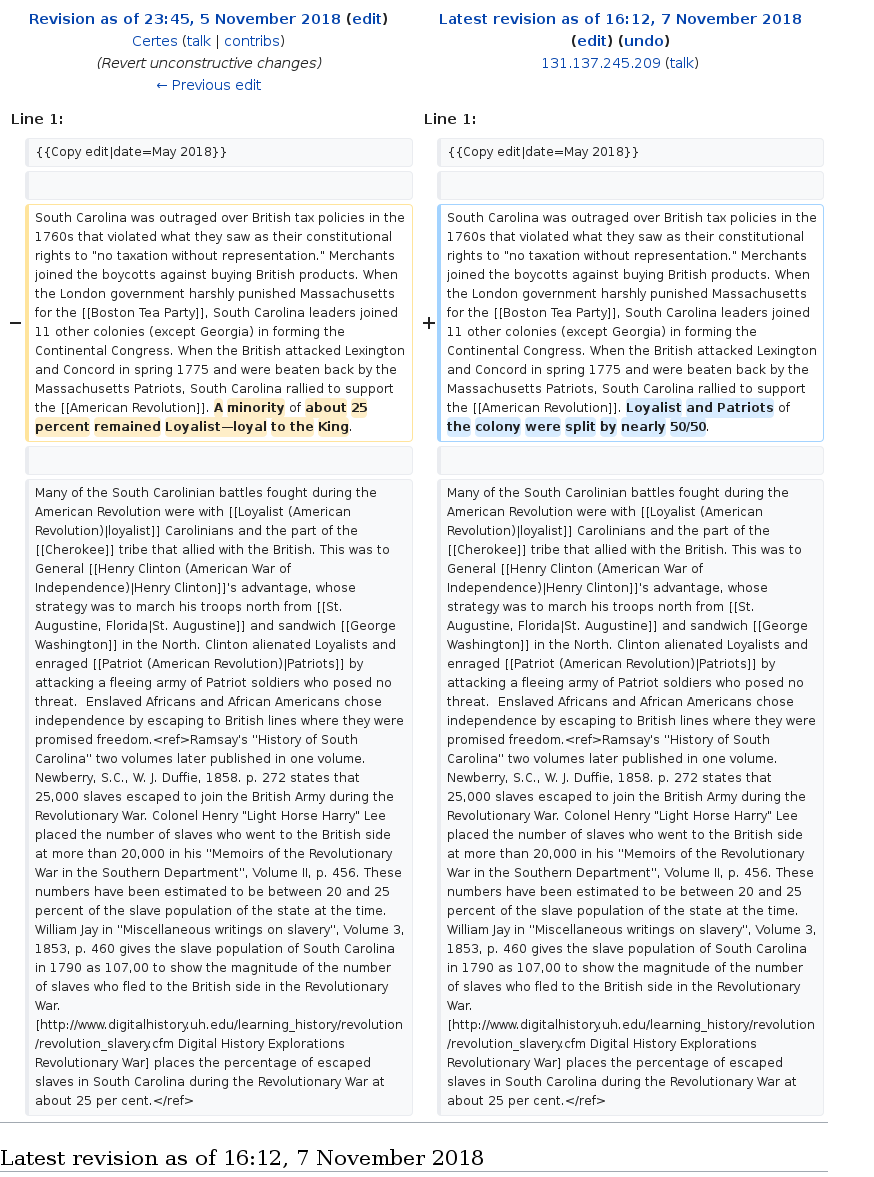 Revision as of 23:45, 5 November 2018 (edit)
Certes (talk | contribs)
(Revert unconstructive changes)
← Previous edit
Latest revision as of 16:12, 7 November 2018
(edit) (undo)
131.137.245.209 (talk)
Line 1:
Line 1:
{{Copy edit|date=May 2018}}
{{Copy edit|date=May 2018}}
−
South Carolina was outraged over British tax policies in the
1760s that violated what they saw as their constitutional
rights to "no taxation without representation." Merchants
joined the boycotts against buying British products. When
the London government harshly punished Massachusetts
for the [[Boston Tea Party]], South Carolina leaders joined
11 other colonies (except Georgia) in forming the
Continental Congress. When the British attacked Lexington
and Concord in spring 1775 and were beaten back by the
Massachusetts Patriots, South Carolina rallied to support
the [[American Revolution]]. A minority of about 25
percent remained Loyalist—loyal to the King.
+
South Carolina was outraged over British tax policies in the
1760s that violated what they saw as their constitutional
rights to "no taxation without representation." Merchants
joined the boycotts against buying British products. When
the London government harshly punished Massachusetts
for the [[Boston Tea Party]], South Carolina leaders joined
11 other colonies (except Georgia) in forming the
Continental Congress. When the British attacked Lexington
and Concord in spring 1775 and were beaten back by the
Massachusetts Patriots, South Carolina rallied to support
the [[American Revolution]]. Loyalist and Patriots of
the colony were split by nearly 50/50.
Many of the South Carolinian battles fought during the
American Revolution were with [[Loyalist (American
Revolution)|loyalist]] Carolinians and the part of the
[[Cherokee]] tribe that allied with the British. This was to
General [[Henry Clinton (American War of
Independence)|Henry Clinton]]'s advantage, whose
strategy was to march his troops north from [[St.
Augustine, Florida|St. Augustine]] and sandwich [[George
Washington]] in the North. Clinton alienated Loyalists and
enraged [[Patriot (American Revolution)|Patriots]] by
attacking a fleeing army of Patriot soldiers who posed no
threat.  Enslaved Africans and African Americans chose
independence by escaping to British lines where they were
promised freedom.<ref>Ramsay's ''History of South
Carolina'' two volumes later published in one volume.
Newberry, S.C., W. J. Duffie, 1858. p. 272 states that
25,000 slaves escaped to join the British Army during the
Revolutionary War. Colonel Henry "Light Horse Harry" Lee
placed the number of slaves who went to the British side
at more than 20,000 in his ''Memoirs of the Revolutionary
War in the Southern Department'', Volume II, p. 456. These
numbers have been estimated to be between 20 and 25
percent of the slave population of the state at the time.
William Jay in ''Miscellaneous writings on slavery'', Volume 3,
1853, p. 460 gives the slave population of South Carolina
in 1790 as 107,00 to show the magnitude of the number
of slaves who fled to the British side in the Revolutionary
War.
[http://www.digitalhistory.uh.edu/learning_history/revolution
/revolution_slavery.cfm Digital History Explorations
Revolutionary War] places the percentage of escaped
slaves in South Carolina during the Revolutionary War at
about 25 per cent.</ref>
Many of the South Carolinian battles fought during the
American Revolution were with [[Loyalist (American
Revolution)|loyalist]] Carolinians and the part of the
[[Cherokee]] tribe that allied with the British. This was to
General [[Henry Clinton (American War of
Independence)|Henry Clinton]]'s advantage, whose
strategy was to march his troops north from [[St.
Augustine, Florida|St. Augustine]] and sandwich [[George
Washington]] in the North. Clinton alienated Loyalists and
enraged [[Patriot (American Revolution)|Patriots]] by
attacking a fleeing army of Patriot soldiers who posed no
threat.  Enslaved Africans and African Americans chose
independence by escaping to British lines where they were
promised freedom.<ref>Ramsay's ''History of South
Carolina'' two volumes later published in one volume.
Newberry, S.C., W. J. Duffie, 1858. p. 272 states that
25,000 slaves escaped to join the British Army during the
Revolutionary War. Colonel Henry "Light Horse Harry" Lee
placed the number of slaves who went to the British side
at more than 20,000 in his ''Memoirs of the Revolutionary
War in the Southern Department'', Volume II, p. 456. These
numbers have been estimated to be between 20 and 25
percent of the slave population of the state at the time.
William Jay in ''Miscellaneous writings on slavery'', Volume 3,
1853, p. 460 gives the slave population of South Carolina
in 1790 as 107,00 to show the magnitude of the number
of slaves who fled to the British side in the Revolutionary
War.
[http://www.digitalhistory.uh.edu/learning_history/revolution
/revolution_slavery.cfm Digital History Explorations
Revolutionary War] places the percentage of escaped
slaves in South Carolina during the Revolutionary War at
about 25 per cent.</ref>
Latest revision as of 16:12, 7 November 2018